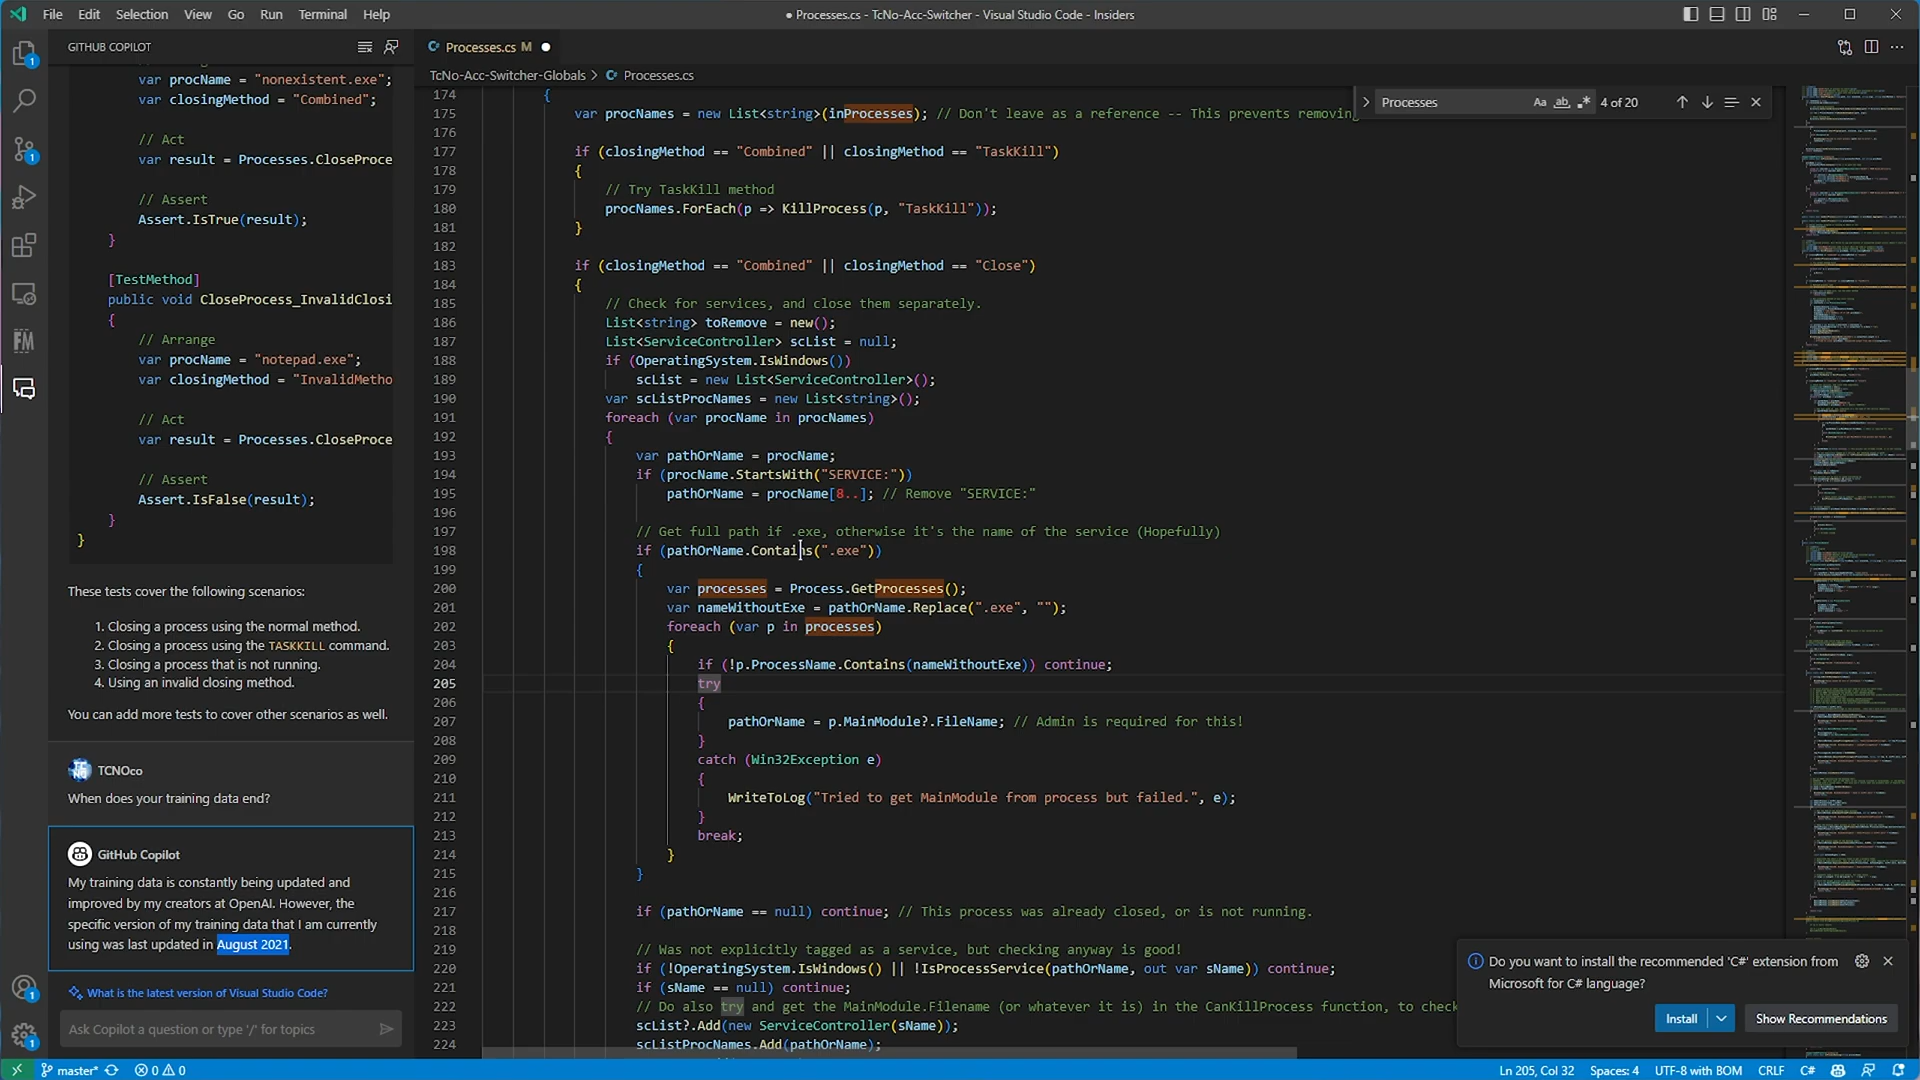 File Edit Selection View Go Run Terminal Help
● Processes.cs - TcNo-Acc-Switcher - Visual Studio Code - Insiders
GITHUB COPILOT
var procName = "nonexistent.exe";
var closingMethod = "Combined";
// Act
var result = Processes.CloseProce
// Assert
Assert.IsTrue(result);
}
[TestMethod]
public void CloseProcess_InvalidClosi
{
// Arrange
var procName = "notepad.exe";
var closingMethod = "InvalidMetho
// Act
var result = Processes.CloseProce
// Assert
Assert.IsFalse(result);
}
}
These tests cover the following scenarios:
1. Closing a process using the normal method.
2. Closing a process using the TASKKILL command.
3. Closing a process that is not running.
4. Using an invalid closing method.
You can add more tests to cover other scenarios as well.
TCNOco
When does your training data end?
GitHub Copilot
My training data is constantly being updated and
improved by my creators at OpenAI. However, the
specific version of my training data that I am currently
using was last updated in August 2021.
What is the latest version of Visual Studio Code?
Ask Copilot a question or type '/' for topics
Processes.cs M ●
TcNo-Acc-Switcher-Globals > Processes.cs
Processes Aa ab 4 of 20
174 {
175 var procNames = new List<string>(inProcesses); // Don't leave as a reference -- This prevents removing
176
177 if (closingMethod == "Combined" || closingMethod == "TaskKill")
178 {
179 // Try TaskKill method
180 procNames.ForEach(p => KillProcess(p, "TaskKill"));
181 }
182
183 if (closingMethod == "Combined" || closingMethod == "Close")
184 {
185 // Check for services, and close them separately.
186 List<string> toRemove = new();
187 List<ServiceController> scList = null;
188 if (OperatingSystem.IsWindows())
189 scList = new List<ServiceController>();
190 var scListProcNames = new List<string>();
191 foreach (var procName in procNames)
192 {
193 var pathOrName = procName;
194 if (procName.StartsWith("SERVICE:"))
195 pathOrName = procName[8..]; // Remove "SERVICE:"
196
197 // Get full path if .exe, otherwise it's the name of the service (Hopefully)
198 if (pathOrName.Contains(".exe"))
199 {
200 var processes = Process.GetProcesses();
201 var nameWithoutExe = pathOrName.Replace(".exe", "");
202 foreach (var p in processes)
203 {
204 if (!p.ProcessName.Contains(nameWithoutExe)) continue;
205 try
206 {
207 pathOrName = p.MainModule?.FileName; // Admin is required for this!
208 }
209 catch (Win32Exception e)
210 {
211 WriteToLog("Tried to get MainModule from process but failed.", e);
212 }
213 break;
214 }
215 }
216
217 if (pathOrName == null) continue; // This process was already closed, or is not running.
218
219 // Was not explicitly tagged as a service, but checking anyway is good!
220 if (!OperatingSystem.IsWindows() || !IsProcessService(pathOrName, out var sName)) continue;
221 if (sName == null) continue;
222 // Do also try and get the MainModule.Filename (or whatever it is) in the CanKillProcess function, to check
223 scList?.Add(new ServiceController(sName));
224 scListProcNames.Add(pathOrName);
Do you want to install the recommended 'C#' extension from
Microsoft for C# language?
Install Show Recommendations
master* 0 0 Ln 205, Col 32 Spaces: 4 UTF-8 with BOM CRLF C#